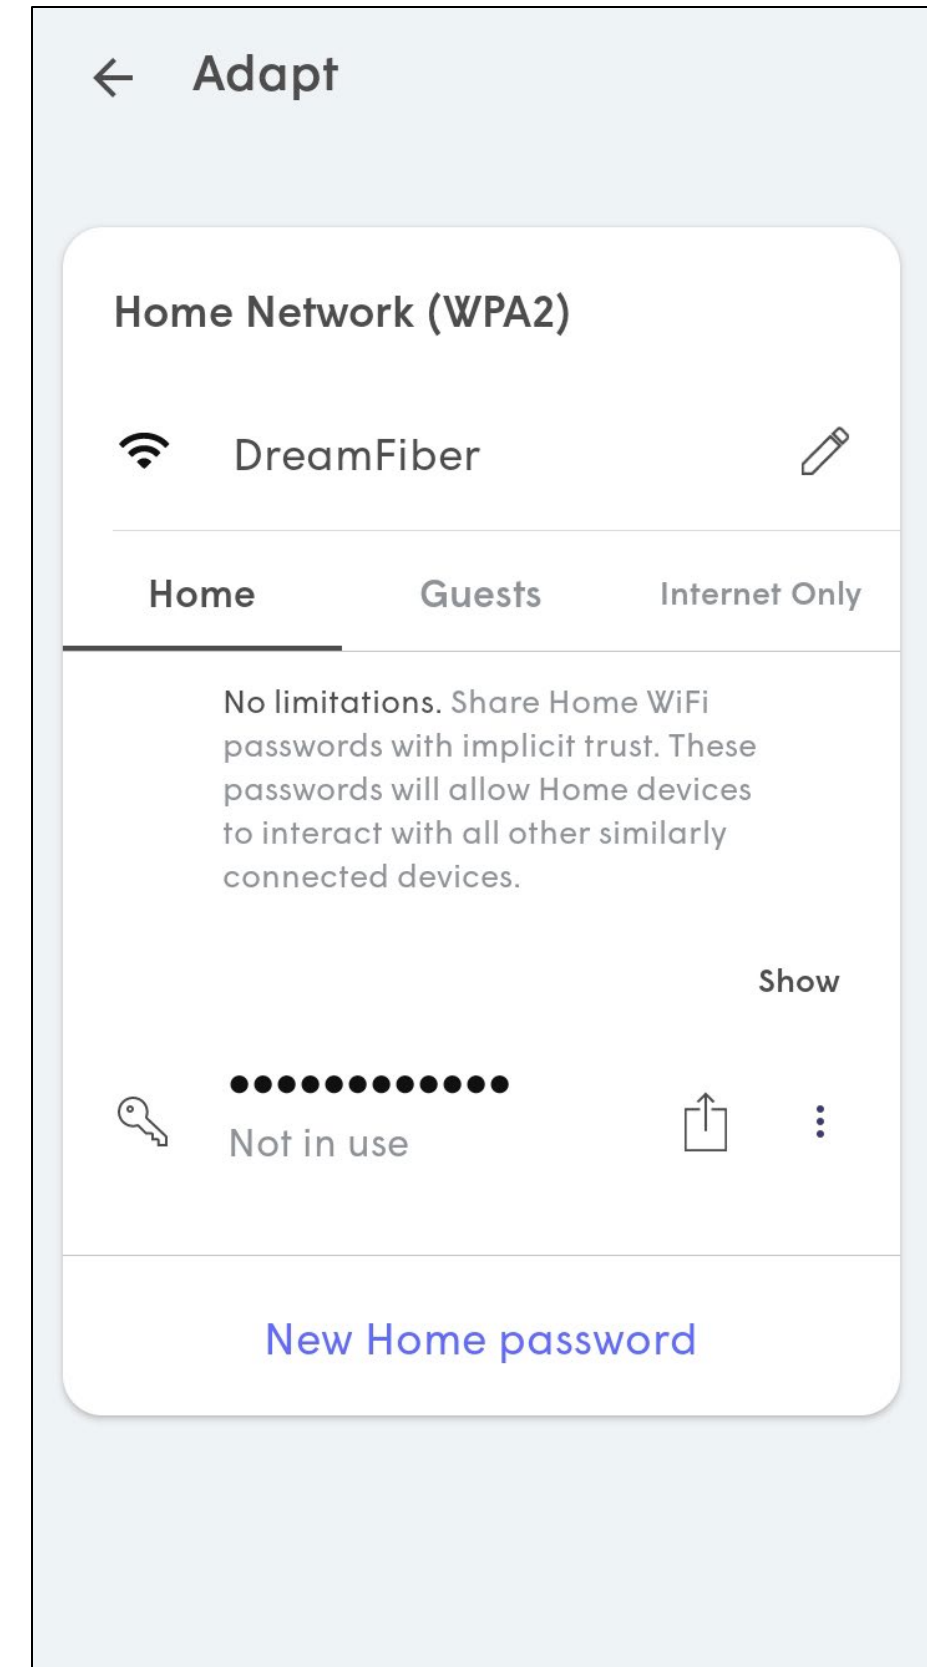 Adapt
Home Network (WPA2)
DreamFiber
Home Guests Internet Only
No limitations. Share Home WiFi
passwords with implicit trust. These
passwords will allow Home devices
to interact with all other similarly
connected devices.
Show
••••••••••••
Not in use
New Home password